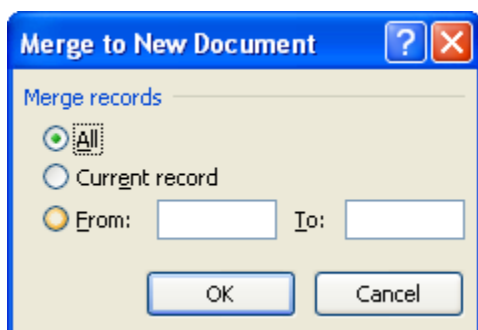 Merge to New Document
Merge records
All
Current record
From: To:
OK Cancel